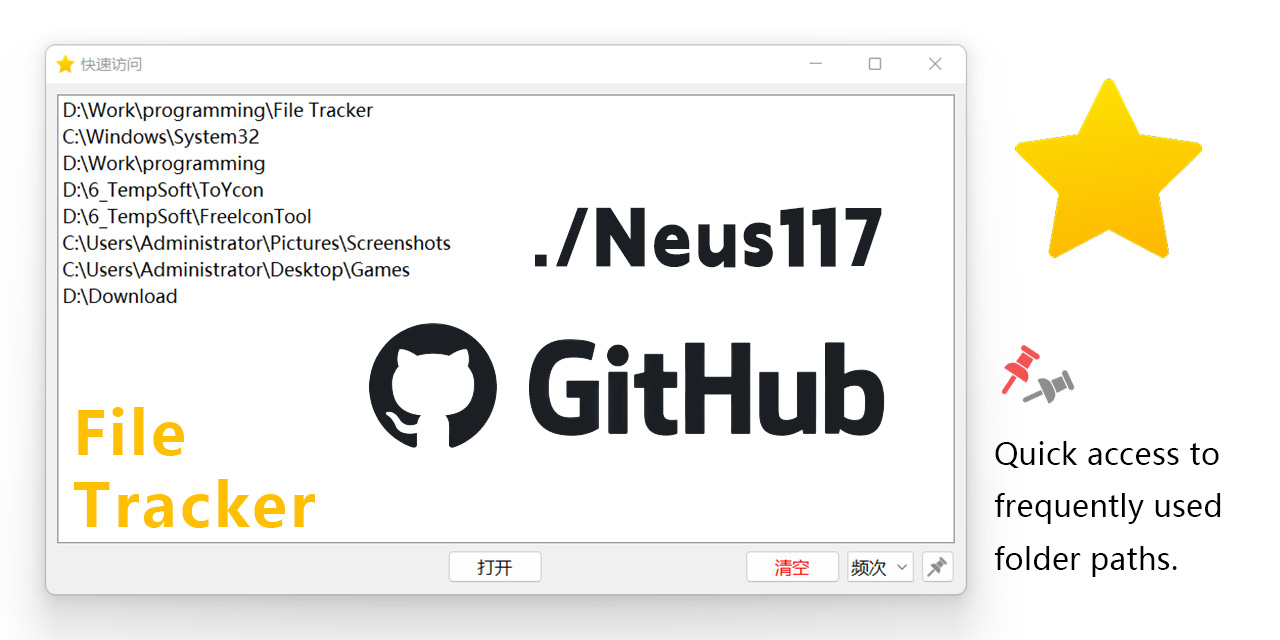 快速访问
D:\Work\programming\File Tracker
C:\Windows\System32
D:\Work\programming
D:\6_TempSoft\ToYcon
D:\6_TempSoft\FreeIconTool
C:\Users\Administrator\Pictures\Screenshots
C:\Users\Administrator\Desktop\Games
D:\Download
./Neus117
GitHub
File
Tracker
打开
清空
频次
Quick access to
frequently used
folder paths.